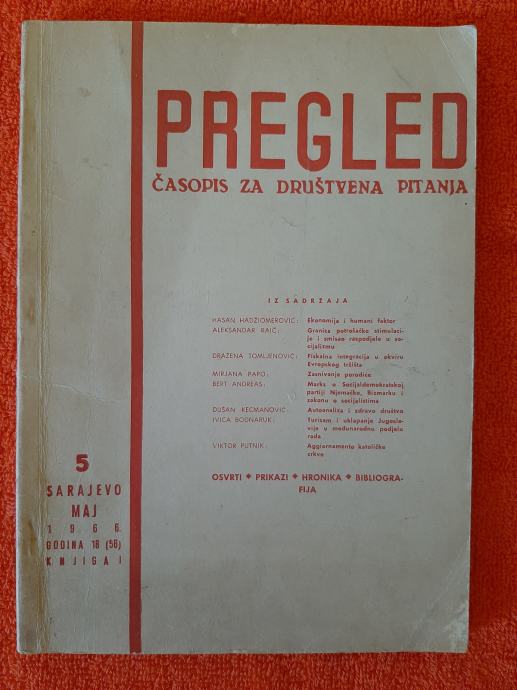 PREGLED
ČASOPIS ZA DRUŠTVENA PITANJA
IZ SADRŽAJA
HASAN HADŽIOMEROVIĆ: Ekonomija i humani faktor
ALEKSANDAR RAIČ: Granica potrošačke stimulaci-
je i smisao raspodjele u so-
cijalizmu
DRAŽENA TOMLJENOVIĆ: Fiskalna integracija u okviru
Evropskog tržišta
MIRJANA PAPO: Zasnivanje porodice
BERT ANDREAS: Marks o Socijaldemokratskoj
partiji Njemačke, Bizmarku i
zakonu o socijalistima
DUŠAN KECMANOVIĆ: Autoanaliza i zdravo društvo
IVICA BODNARUK: Turizam i uklapanje Jugosla-
vije u međunarodnu podjelu
rada
VIKTOR PUTNIK: Aggiornamento katoličke
crkve
OSVRTI ◆ PRIKAZI ◆ HRONIKA ◆ BIBLIOGRA-
FIJA
5
SARAJEVO
MAJ
1966.
GODINA 18 (56)
KNJIGA I